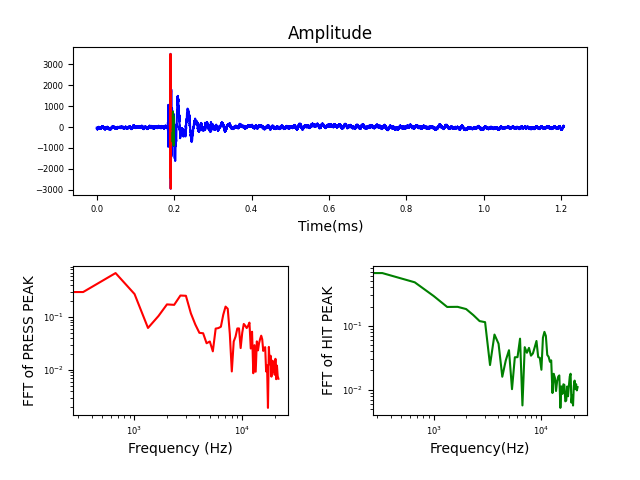 Amplitude
3000
2000
1000
0
−1000
−2000
−3000
0.0 0.2 0.4 0.6 0.8 1.0 1.2
Time(ms)
FFT of PRESS PEAK
10⁻¹
10⁻²
10³ 10⁴
Frequency (Hz)
FFT of HIT PEAK
10⁻¹
10⁻²
10³ 10⁴
Frequency(Hz)